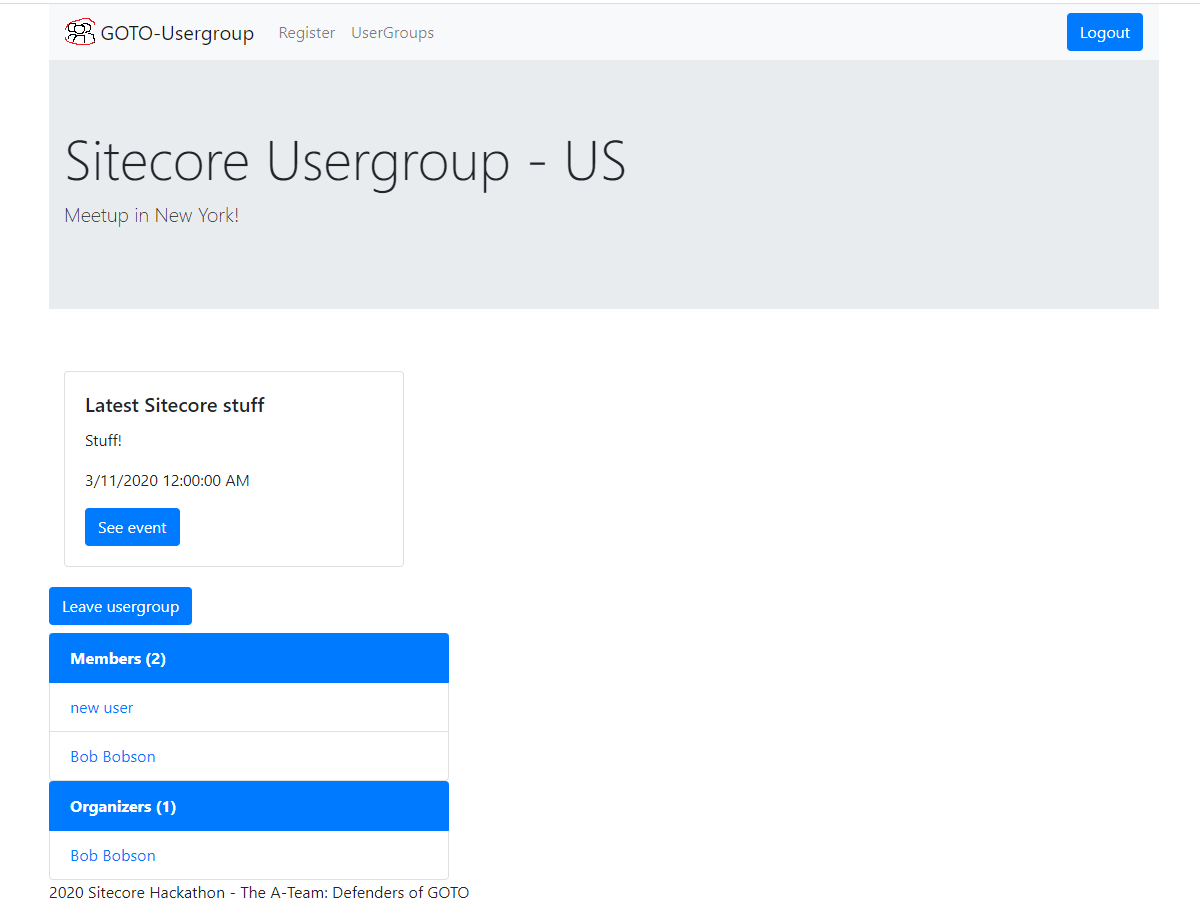 GOTO-Usergroup Register UserGroups Logout
Sitecore Usergroup - US
Meetup in New York!
Latest Sitecore stuff
Stuff!
3/11/2020 12:00:00 AM
See event
Leave usergroup
Members (2)
new user
Bob Bobson
Organizers (1)
Bob Bobson
2020 Sitecore Hackathon - The A-Team: Defenders of GOTO